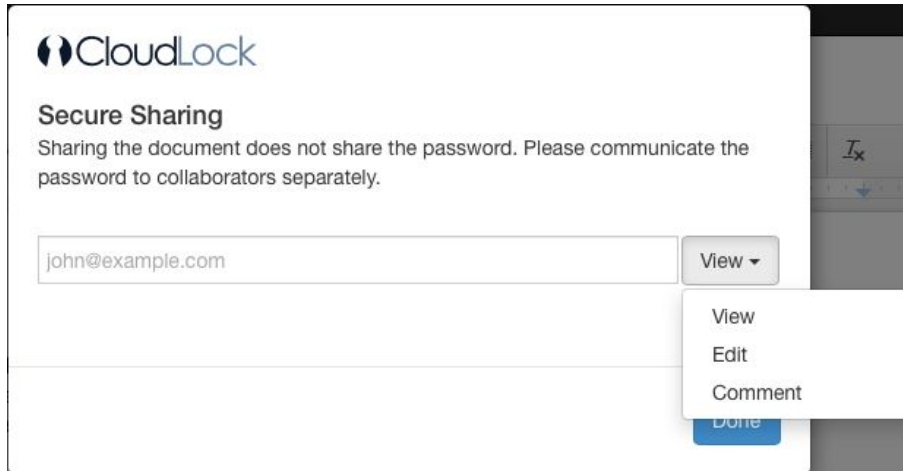 CloudLock
Secure Sharing
Sharing the document does not share the password. Please communicate the
password to collaborators separately.
john@example.com
View
View
Edit
Comment
Done